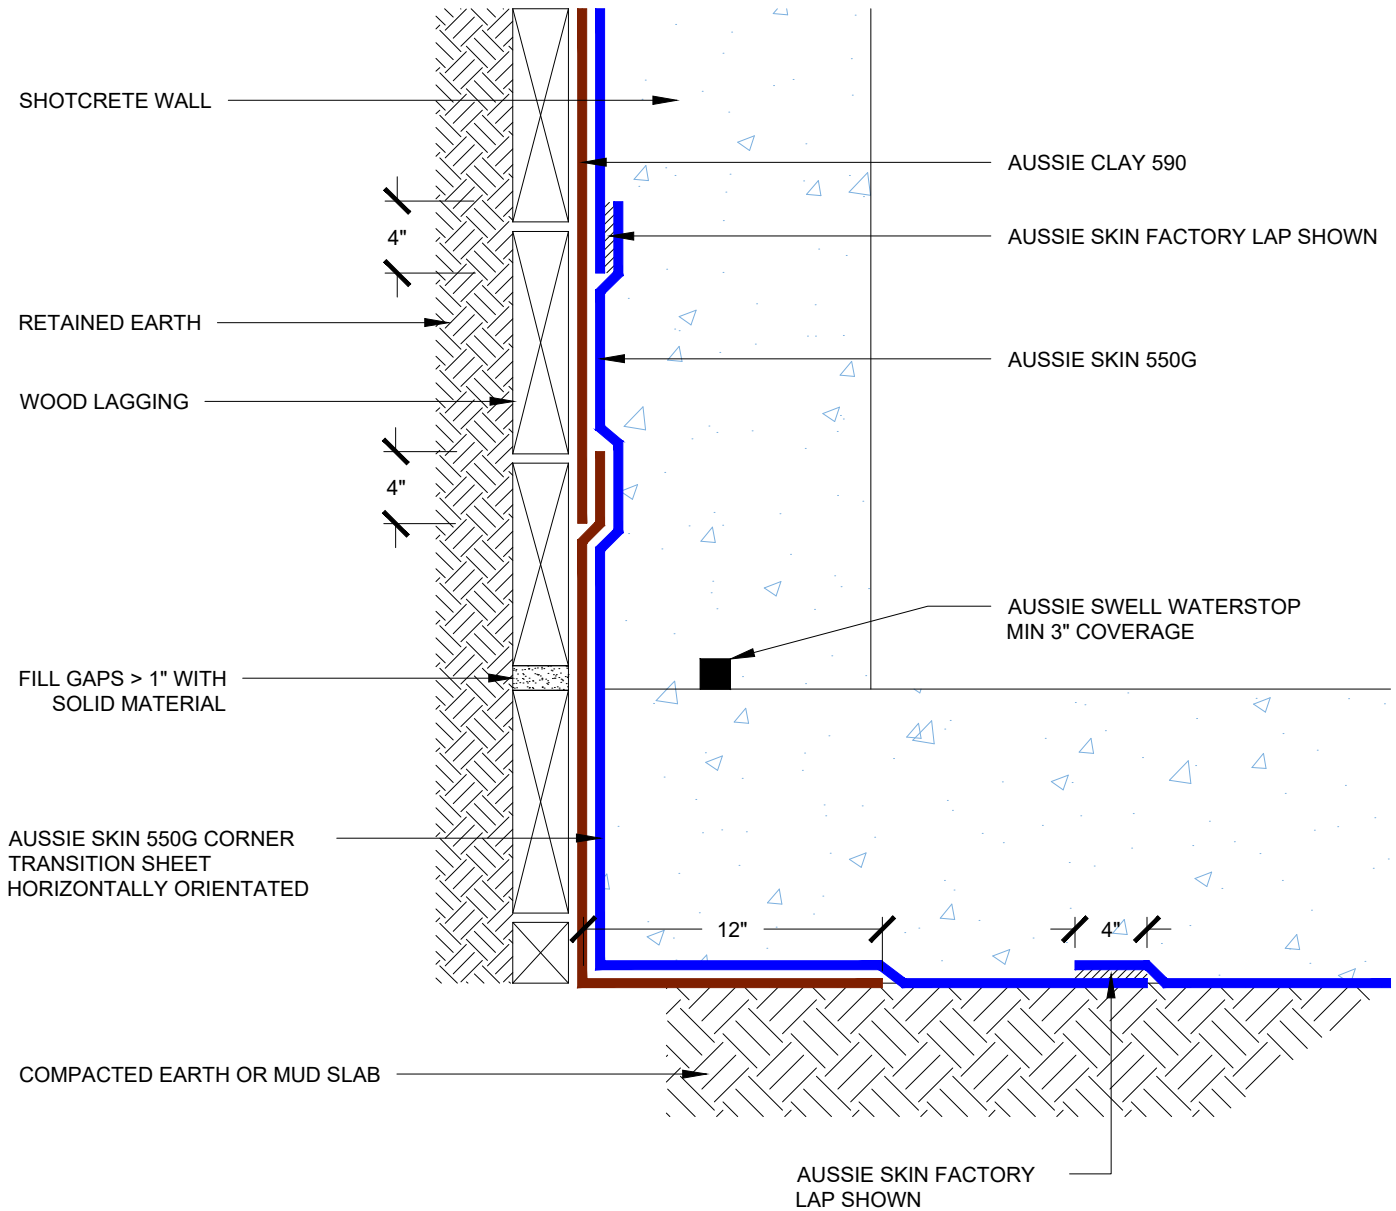 SHOTCRETE WALL
AUSSIE CLAY 590
4"
AUSSIE SKIN FACTORY LAP SHOWN
RETAINED EARTH
AUSSIE SKIN 550G
WOOD LAGGING
4"
AUSSIE SWELL WATERSTOP
MIN 3" COVERAGE
FILL GAPS > 1" WITH
SOLID MATERIAL
AUSSIE SKIN 550G CORNER
TRANSITION SHEET
HORIZONTALLY ORIENTATED
12"
4"
COMPACTED EARTH OR MUD SLAB
AUSSIE SKIN FACTORY
LAP SHOWN